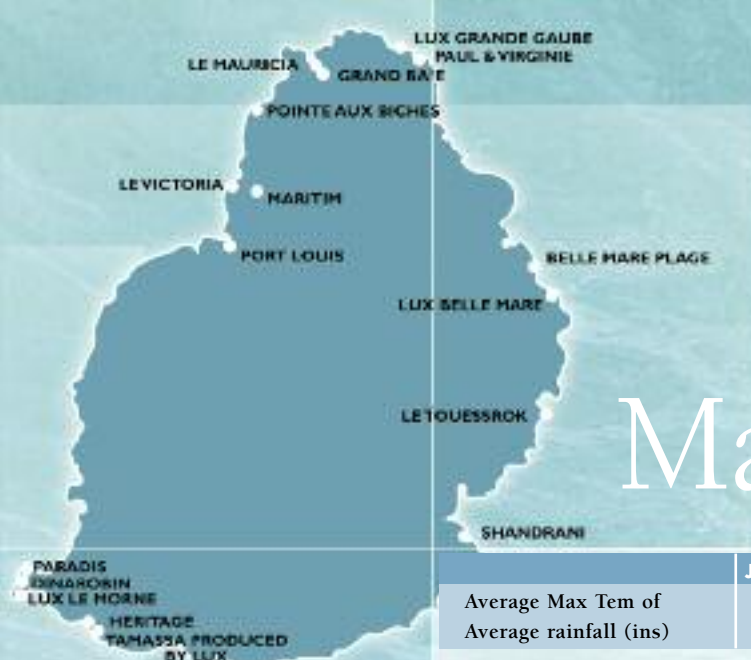 LUX GRANDE GAUBE
PAUL & VIRGINIE
LE MAURICIA
GRAND BAIE
POINTE AUX BICHES
LE VICTORIA
MARITIM
PORT LOUIS
BELLE MARE PLAGE
LUX BELLE MARE
LE TOUESSROK
Ma
SHANDRANI
PARADIS
DINAROBIN
LUX LE MORNE
HERITAGE
TAMASSA PRODUCED
BY LUX
J
Average Max Tem of
Average rainfall (ins)